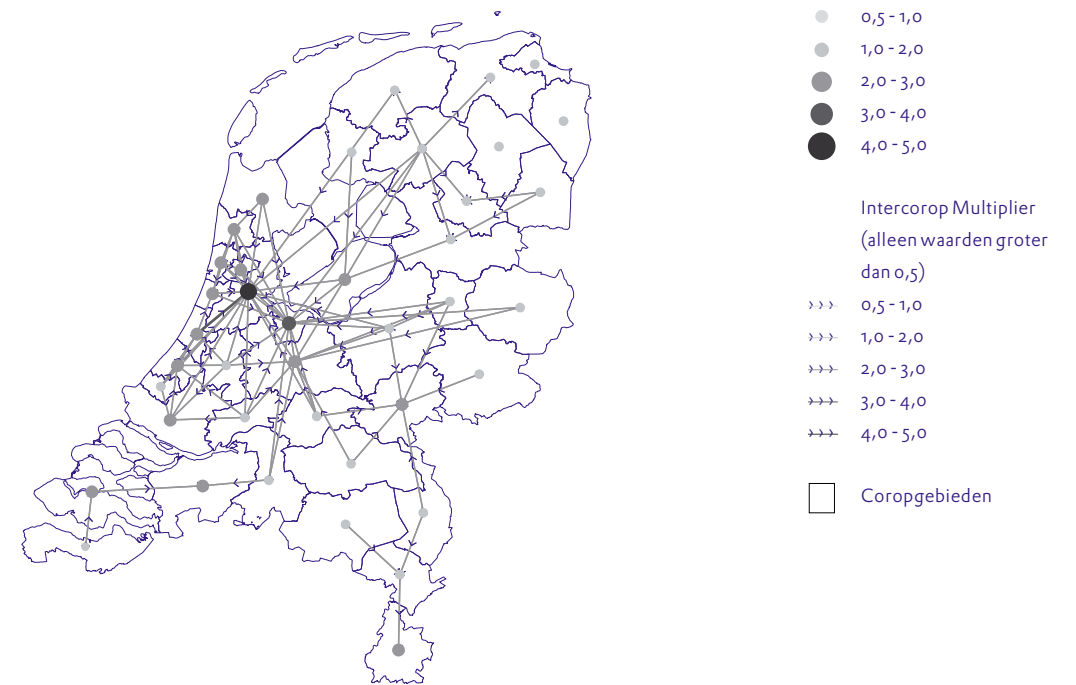 0,5 - 1,0
1,0 - 2,0
2,0 - 3,0
3,0 - 4,0
4,0 - 5,0
Intercorop Multiplier
(alleen waarden groter
dan 0,5)
0,5 - 1,0
1,0 - 2,0
2,0 - 3,0
3,0 - 4,0
4,0 - 5,0
Coropgebieden